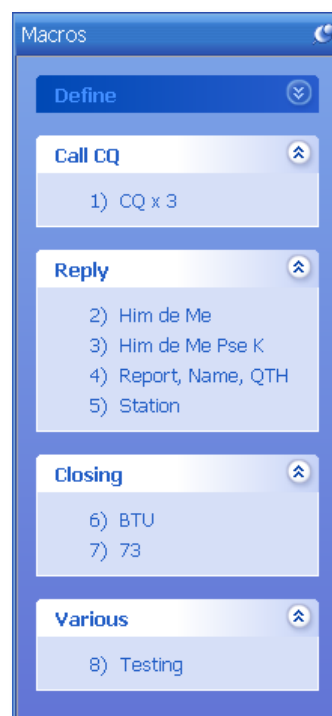 Macros
Define
Call CQ
1) CQ x 3
Reply
2) Him de Me
3) Him de Me Pse K
4) Report, Name, QTH
5) Station
Closing
6) BTU
7) 73
Various
8) Testing